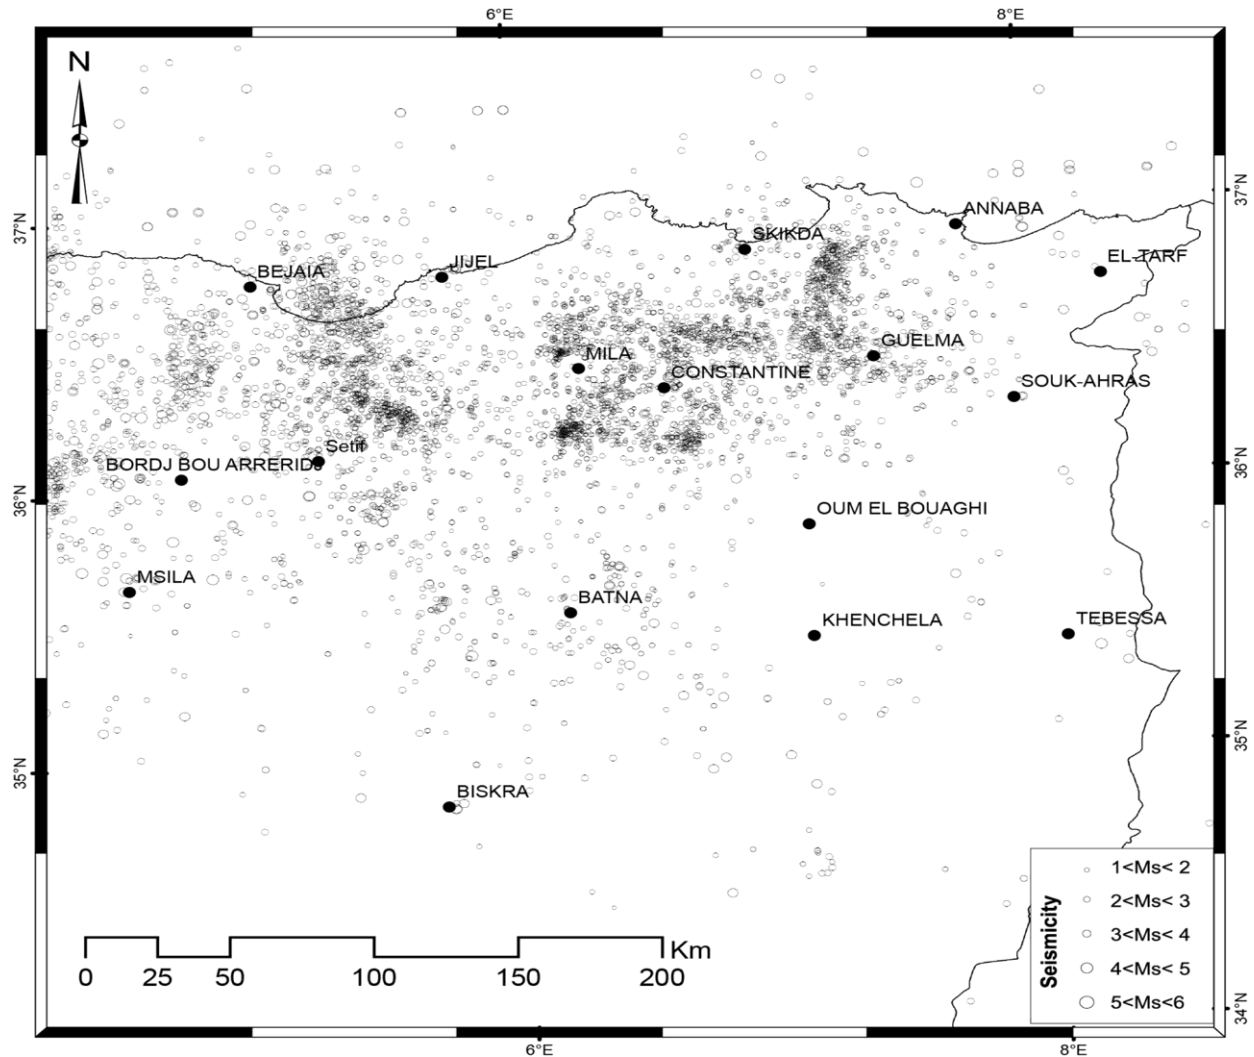 6°E 8°E
N
37°N
37°N
ANNABA
SKIKDA
EL-TARF
JIJEL
BEJAIA
GUELMA
MILA
CONSTANTINE
SOUK-AHRAS
Setif
BORDJ BOU ARRERIDJ
36°N
36°N
OUM EL BOUAGHI
MSILA
BATNA
KHENCHELA
TEBESSA
35°N
35°N
BISKRA
Seismicity
1<Ms< 2
2<Ms< 3
3<Ms< 4
4<Ms< 5
5<Ms<6
Km
0 25 50 100 150 200
34°N
6°E 8°E